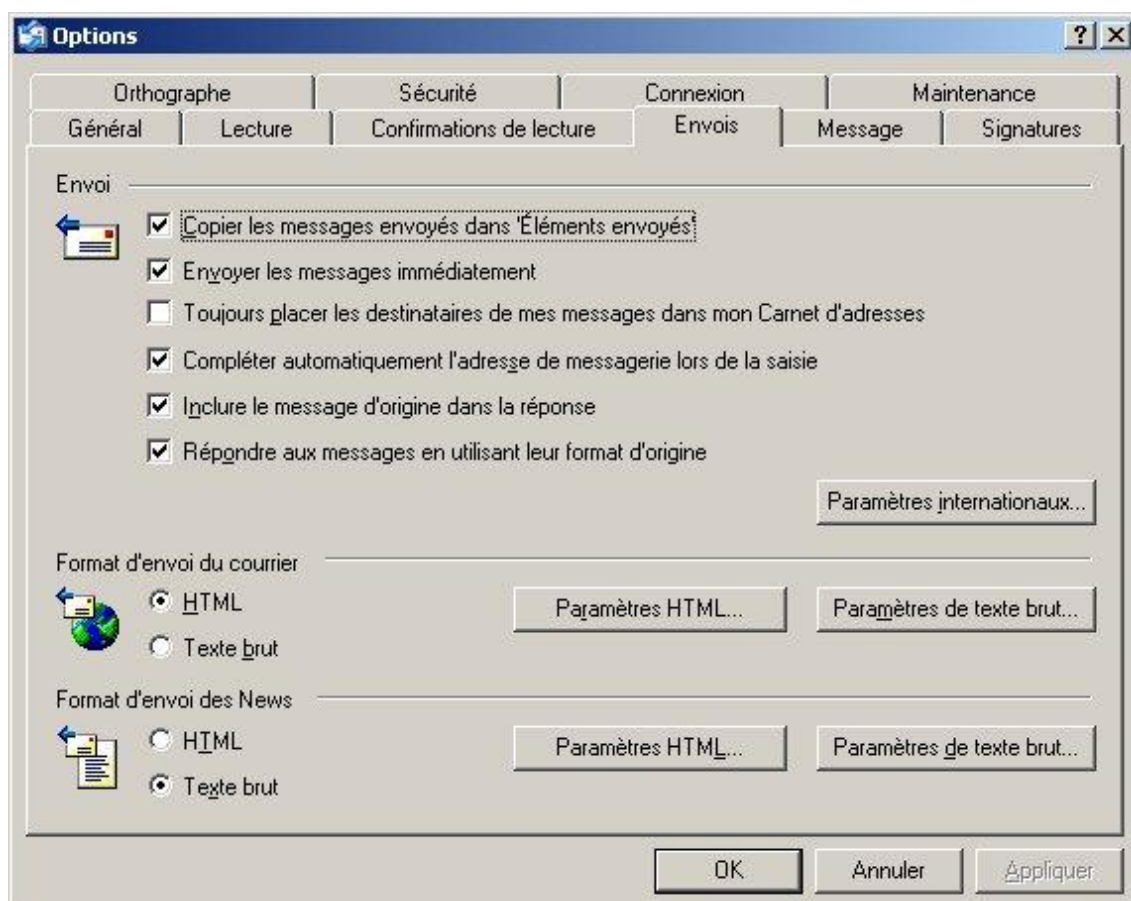 Options
Orthographe Sécurité Connexion Maintenance
Général Lecture Confirmations de lecture Envois Message Signatures
Envoi
Copier les messages envoyés dans 'Éléments envoyés'
Envoyer les messages immédiatement
Toujours placer les destinataires de mes messages dans mon Carnet d'adresses
Compléter automatiquement l'adresse de messagerie lors de la saisie
Inclure le message d'origine dans la réponse
Répondre aux messages en utilisant leur format d'origine
Paramètres internationaux...
Format d'envoi du courrier
HTML Paramètres HTML... Paramètres de texte brut...
Texte brut
Format d'envoi des News
HTML Paramètres HTML... Paramètres de texte brut...
Texte brut
OK Annuler Appliquer